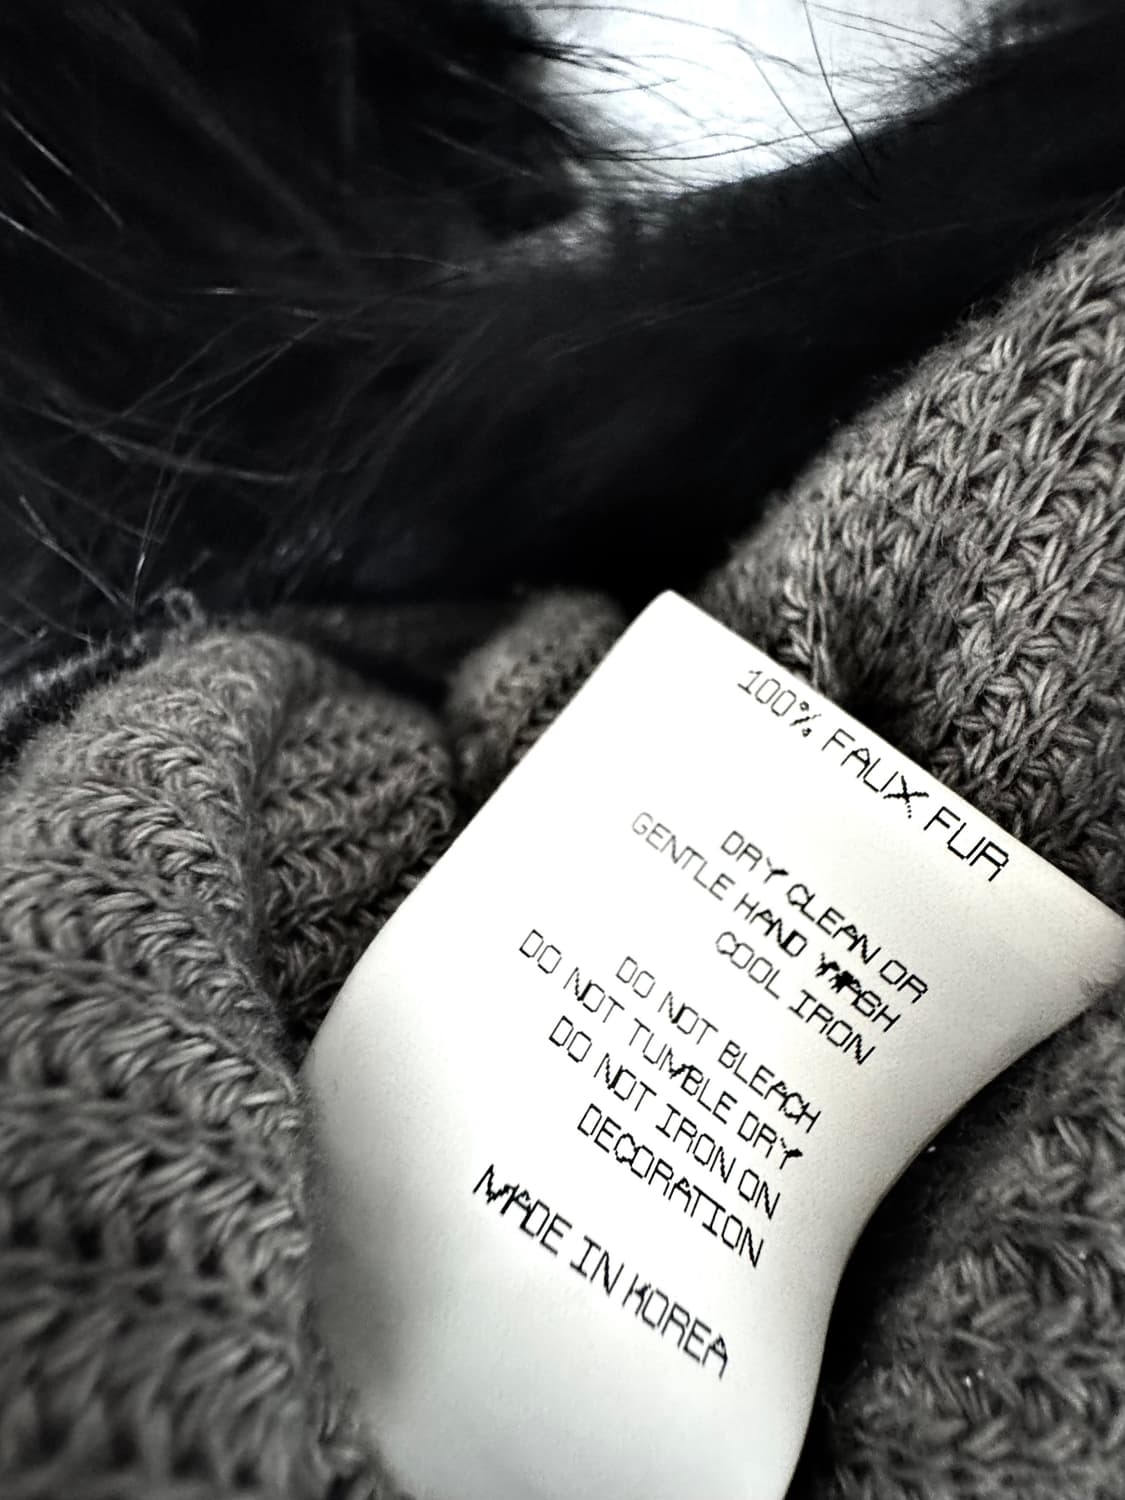 100% FAUX FUR
DRY CLEAN OR
GENTLE HAND WASH
COOL IRON
DO NOT BLEACH
DO NOT TUMBLE DRY
DO NOT IRON ON
DECORATION
MADE IN KOREA